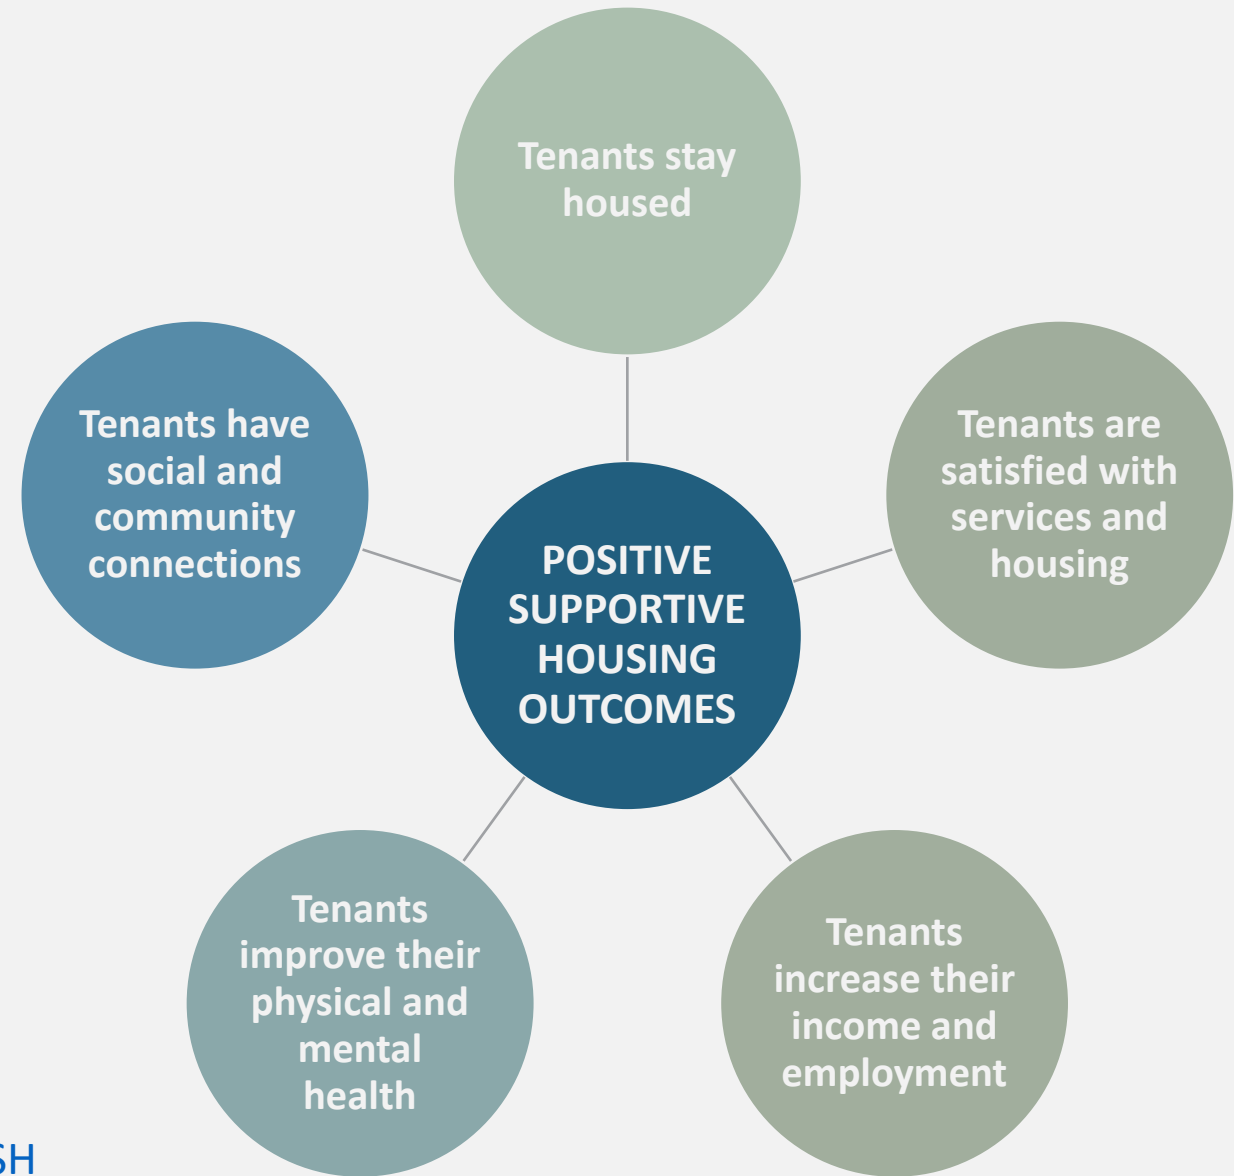 Tenants stay
housed
Tenants have
social and
community
connections
Tenants are
satisfied with
services and
housing
POSITIVE
SUPPORTIVE
HOUSING
OUTCOMES
Tenants
improve their
physical and
mental
health
Tenants
increase their
income and
employment
SH